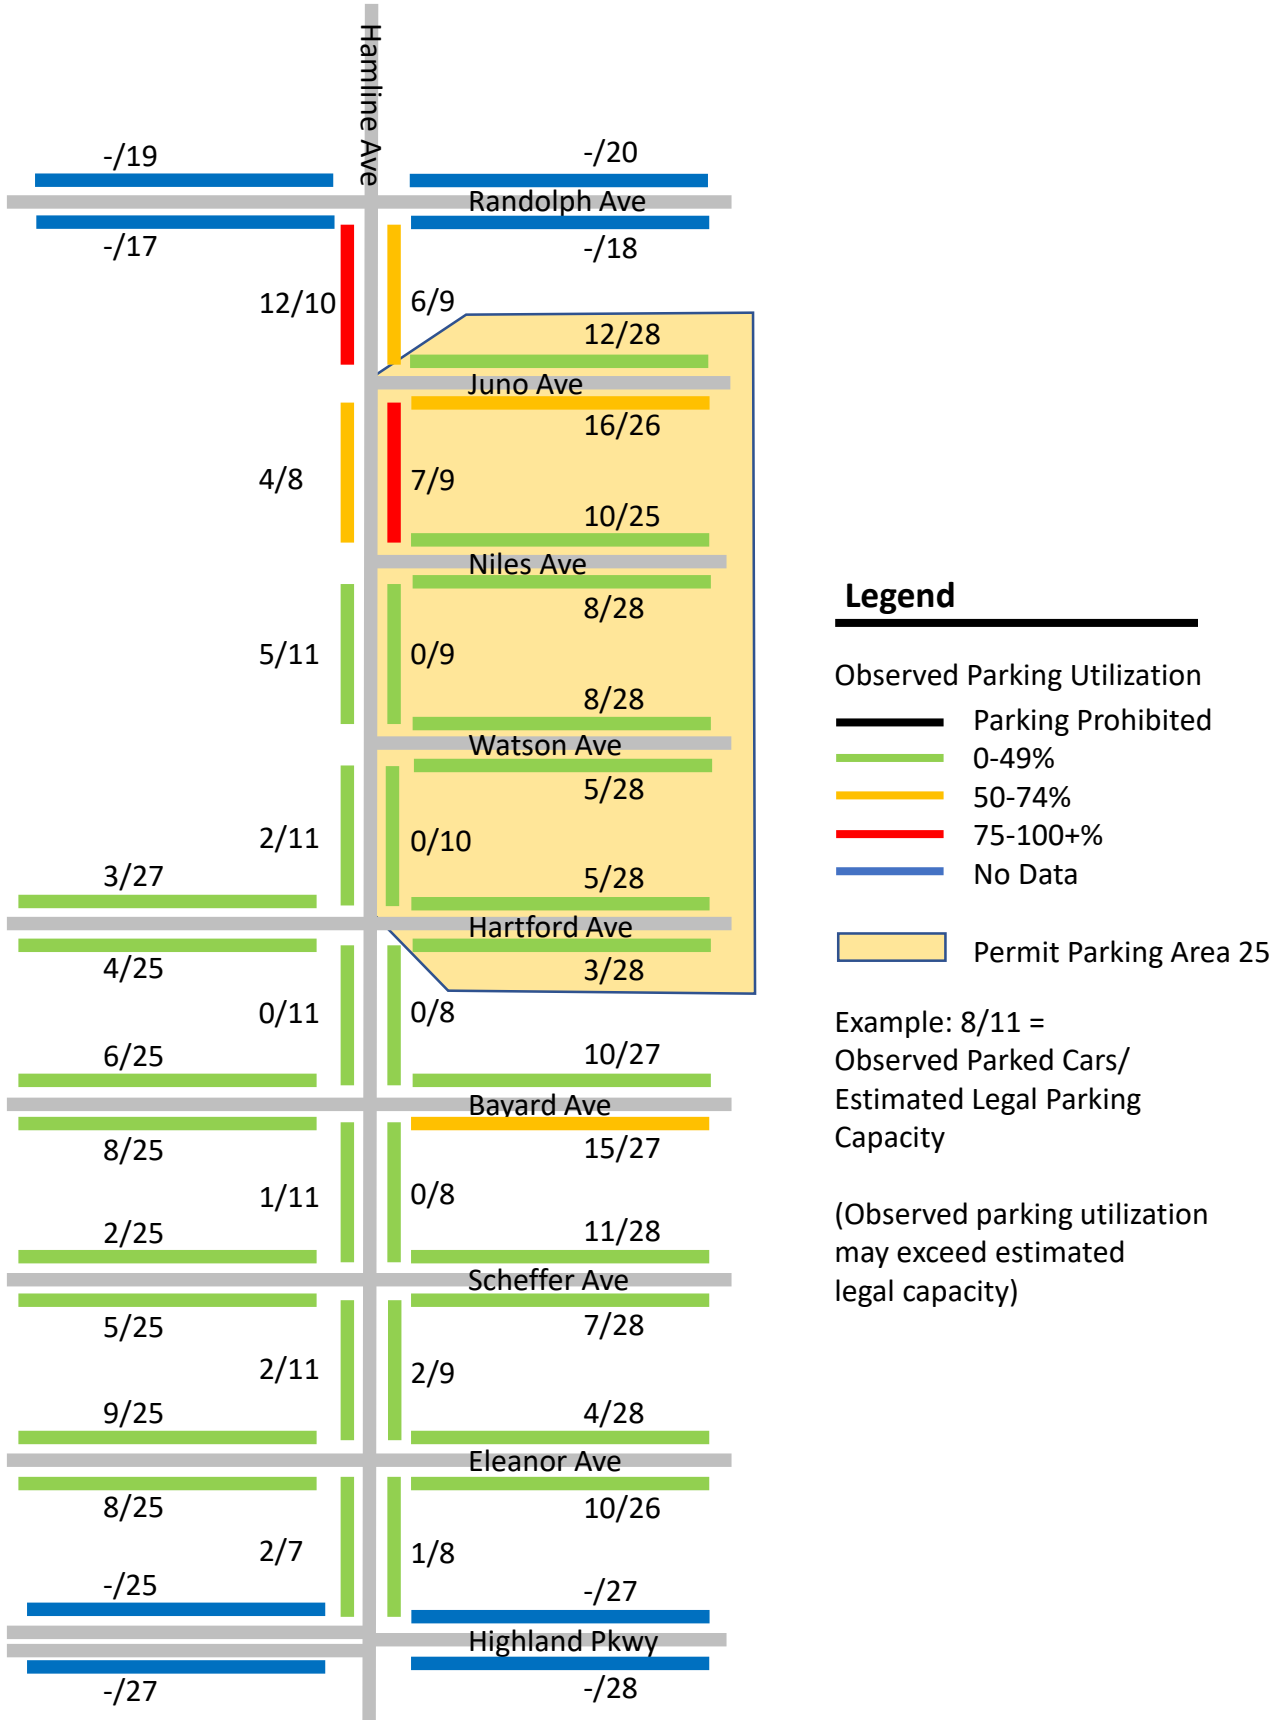 Hamline Ave
-/19
-/20
Randolph Ave
-/17
-/18
12/10
6/9
12/28
Juno Ave
16/26
4/8
7/9
10/25
Niles Ave
8/28
5/11
0/9
8/28
Watson Ave
5/28
2/11
0/10
3/27
5/28
Hartford Ave
4/25
3/28
0/11
0/8
6/25
10/27
Bayard Ave
8/25
15/27
1/11
0/8
2/25
11/28
Scheffer Ave
5/25
7/28
2/11
2/9
9/25
4/28
Eleanor Ave
8/25
10/26
2/7
1/8
-/25
-/27
Highland Pkwy
-/27
-/28
Legend
Observed Parking Utilization
Parking Prohibited
0-49%
50-74%
75-100+%
No Data
Permit Parking Area 25
Example: 8/11 =
Observed Parked Cars/
Estimated Legal Parking
Capacity
(Observed parking utilization
may exceed estimated
legal capacity)